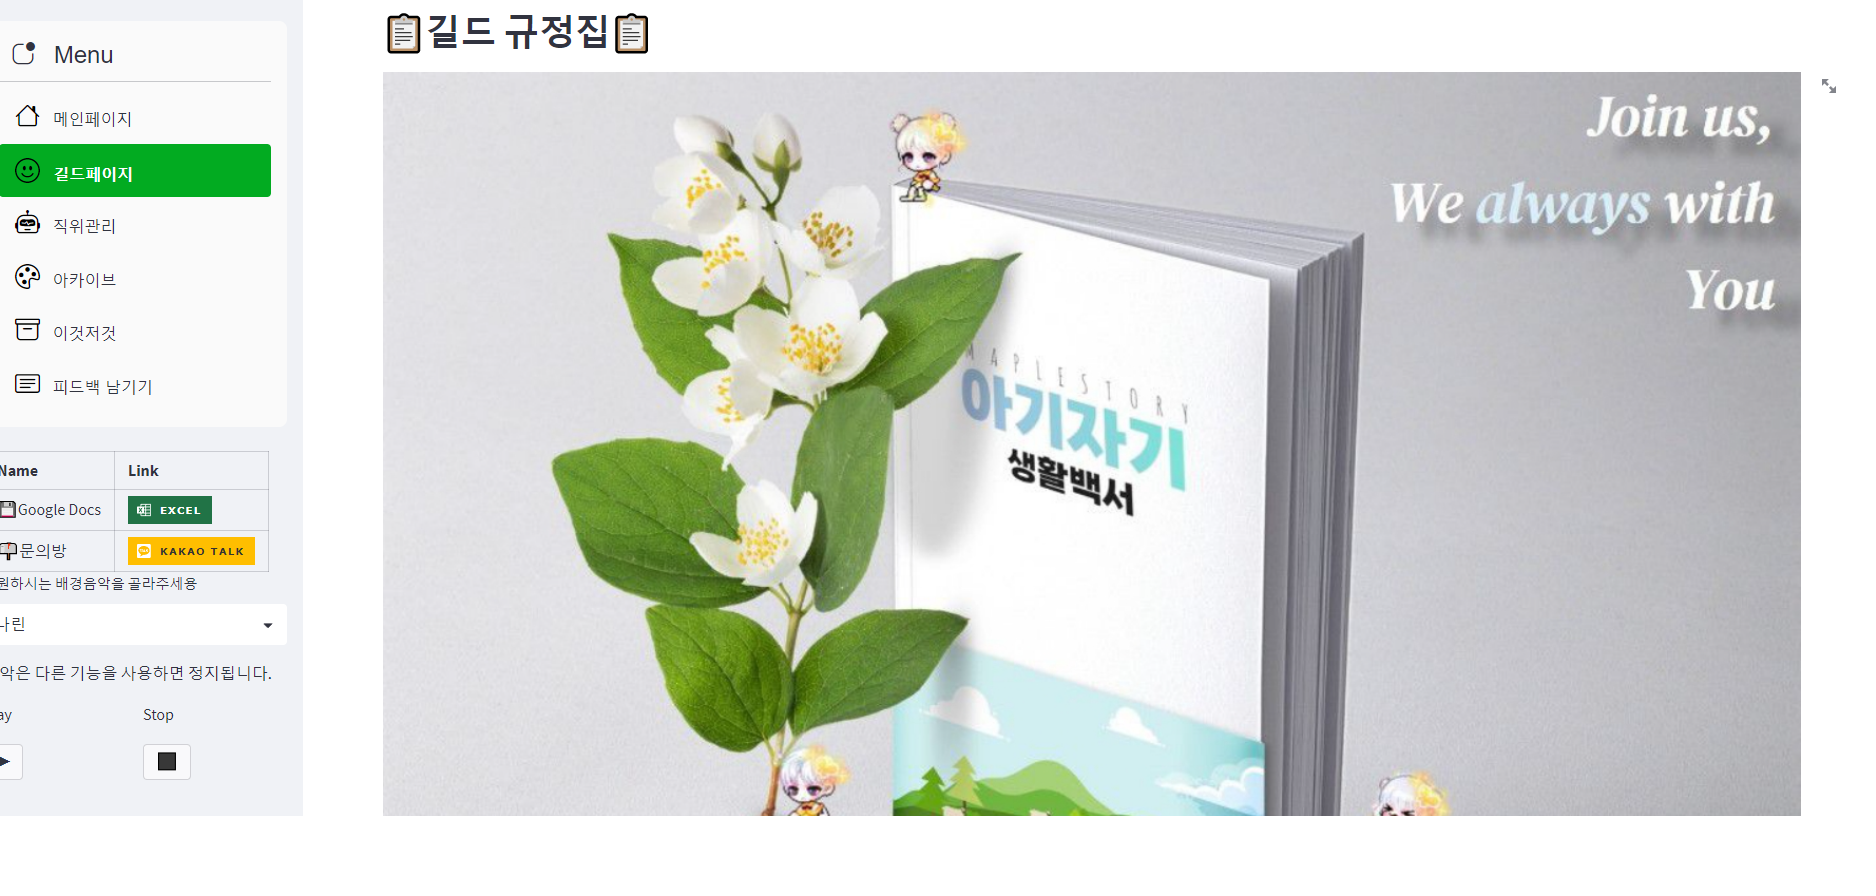 Menu
메인페이지
길드페이지
직위관리
아카이브
이것저것
피드백 남기기
Name Link
Google Docs EXCEL
문의방 KAKAO TALK
원하시는 배경음악을 골라주세용
나린
악은 다른 기능을 사용하면 정지됩니다.
ay Stop
길드 규정집
Join us,
We always with
You
MAPLESTORY
아기자기
생활백서